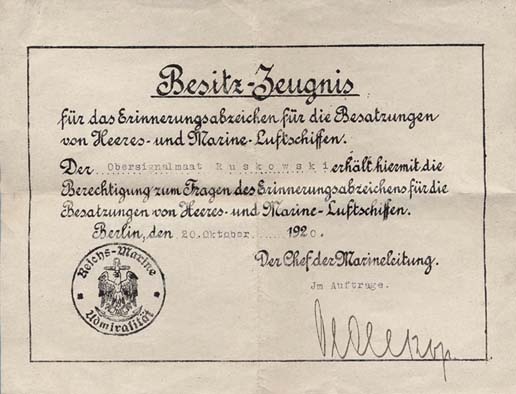 Besitz-Zeugnis
für das Erinnerungsabzeichen für die Besatzungen
von Heeres- und Marine-Luftschiffen.
Der Obersignalmaat Ruskowski erhält hiermit die
Berechtigung zum Tragen des Erinnerungsabzeichens für die
Besatzungen von Heeres- und Marine-Luftschiffen.
Berlin, den 20.Oktober 1920.
Der Chef der Marineleitung.
Reichs-Marine
Admiralität
Jm Auftrage.